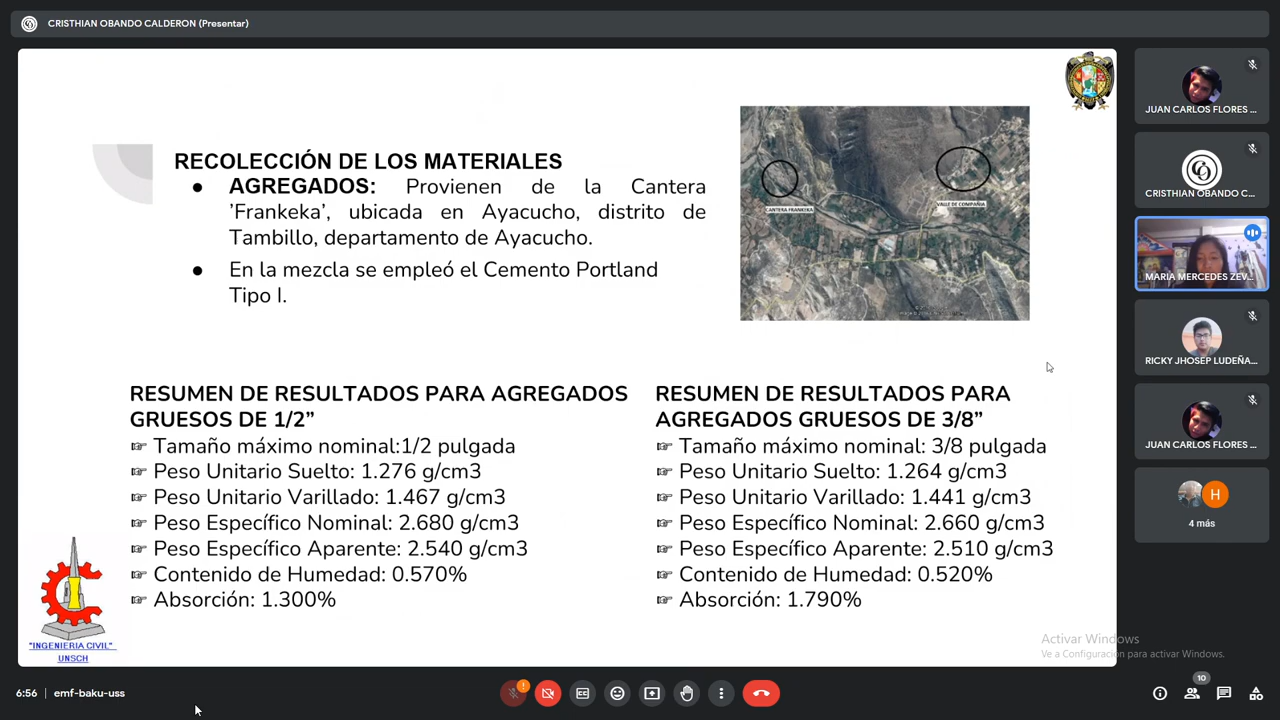 CRISTHIAN OBANDO CALDERON (Presentar)
RECOLECCIÓN DE LOS MATERIALES
● AGREGADOS: Provienen de la Cantera
’Frankeka’, ubicada en Ayacucho, distrito de
Tambillo, departamento de Ayacucho.
● En la mezcla se empleó el Cemento Portland
Tipo I.
CANTERA FRANKEKA
VALLE DE COMPAÑIA
RESUMEN DE RESULTADOS PARA AGREGADOS
GRUESOS DE 1/2”
☞ Tamaño máximo nominal:1/2 pulgada
☞ Peso Unitario Suelto: 1.276 g/cm3
☞ Peso Unitario Varillado: 1.467 g/cm3
☞ Peso Específico Nominal: 2.680 g/cm3
☞ Peso Específico Aparente: 2.540 g/cm3
☞ Contenido de Humedad: 0.570%
☞ Absorción: 1.300%
RESUMEN DE RESULTADOS PARA
AGREGADOS GRUESOS DE 3/8”
☞ Tamaño máximo nominal: 3/8 pulgada
☞ Peso Unitario Suelto: 1.264 g/cm3
☞ Peso Unitario Varillado: 1.441 g/cm3
☞ Peso Específico Nominal: 2.660 g/cm3
☞ Peso Específico Aparente: 2.510 g/cm3
☞ Contenido de Humedad: 0.520%
☞ Absorción: 1.790%
"INGENIERIA CIVIL"
UNSCH
JUAN CARLOS FLORES ...
CRISTHIAN OBANDO C...
MARIA MERCEDES ZEV...
RICKY JHOSEP LUDEÑA...
JUAN CARLOS FLORES ...
H
4 más
Activar Windows
Ve a Configuración para activar Windows.
6:56 | emf-baku-uss
10